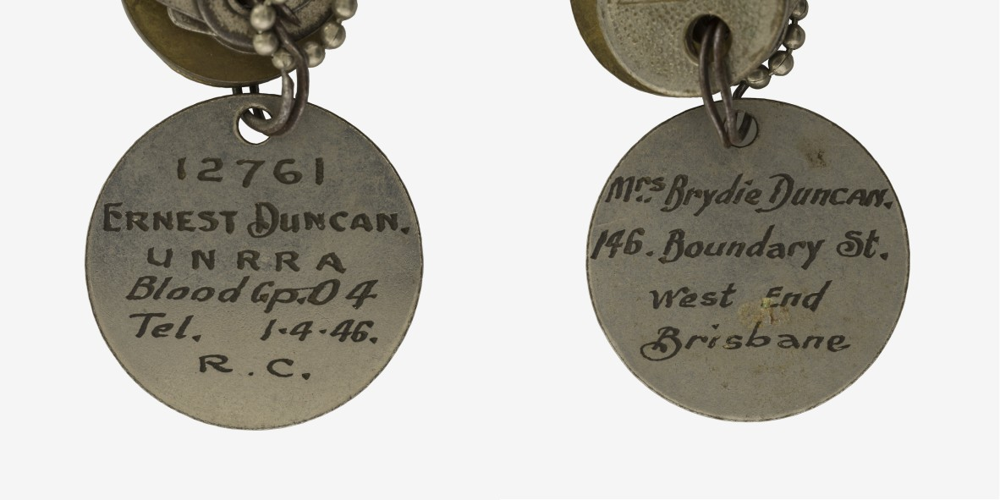 12761
ERNEST DUNCAN.
UNRRA
Blood Gp. O 4
Tel. 1·4·46.
R.C.
Mrs Brydie Duncan.
146. Boundary St.
West End
Brisbane